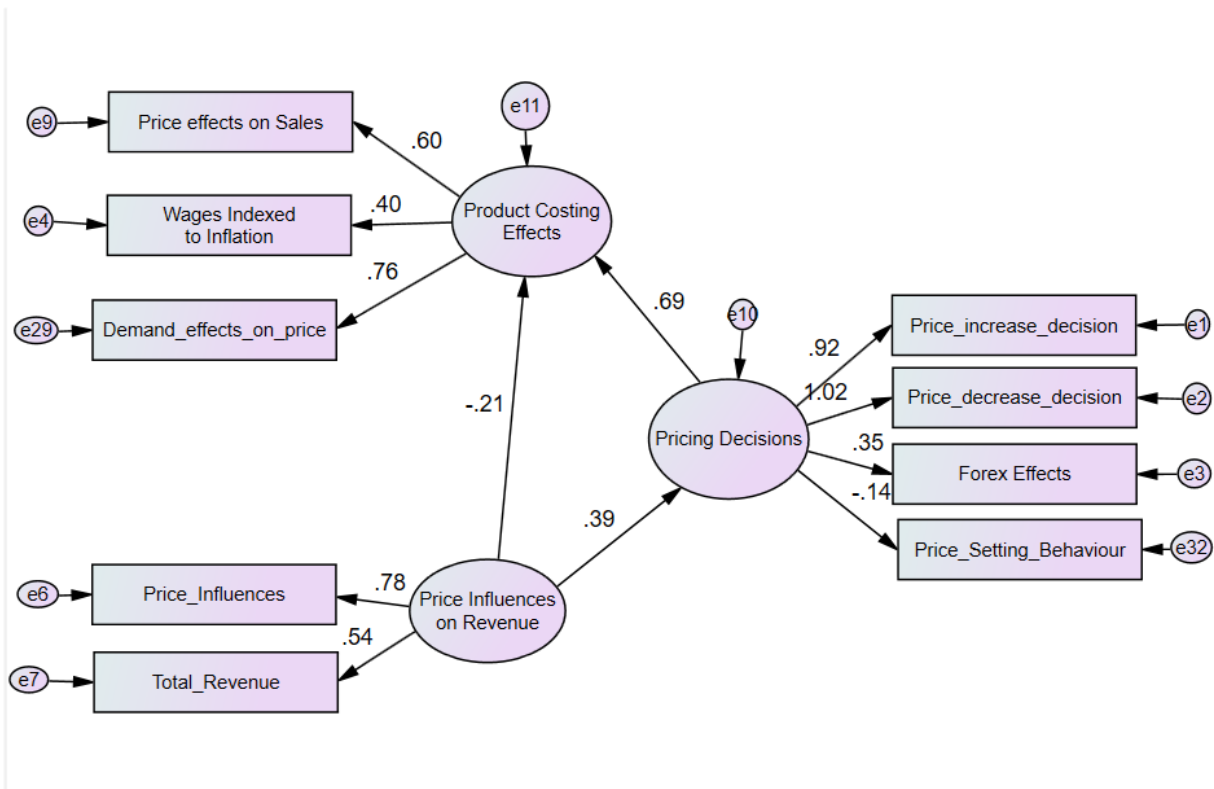 e9
Price effects on Sales
.60
e11
e4
Wages Indexed
to Inflation
.40
Product Costing
Effects
e29
Demand_effects_on_price
.76
.69
e10
Price_increase_decision
e1
.92
1.02
Price_decrease_decision
e2
-.21
Pricing Decisions
.35
Forex Effects
e3
-.14
Price_Setting_Behaviour
e32
.39
e6
Price_Influences
.78
Price Influences
on Revenue
.54
e7
Total_Revenue